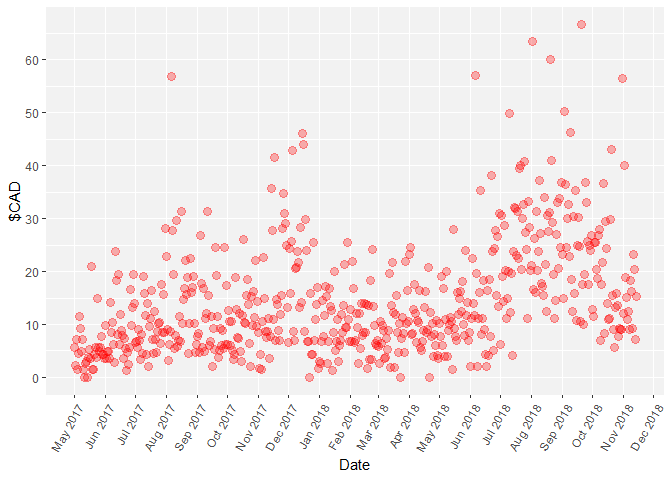 $CAD
60
50
40
30
20
10
0
May 2017
Jun 2017
Jul 2017
Aug 2017
Sep 2017
Oct 2017
Nov 2017
Dec 2017
Jan 2018
Feb 2018
Mar 2018
Apr 2018
May 2018
Jun 2018
Jul 2018
Aug 2018
Sep 2018
Oct 2018
Nov 2018
Dec 2018
Date